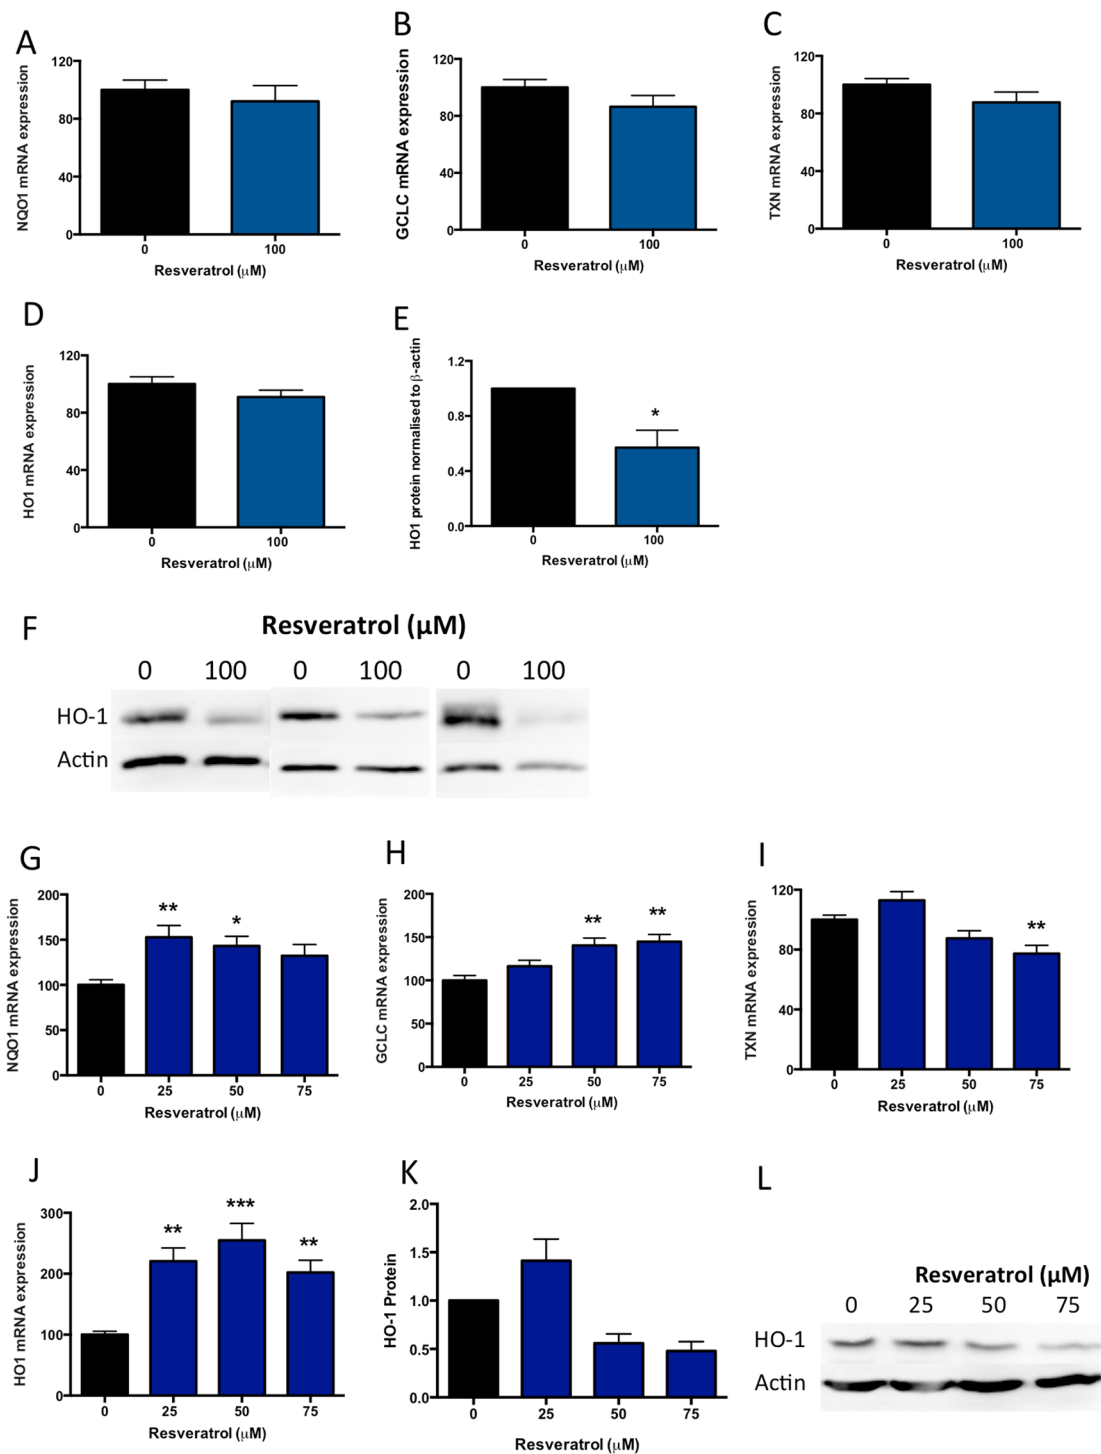 A
NQO1 mRNA expression
120
80
40
0
0
100
Resveratrol (μM)
B
GCLC mRNA expression
120
80
40
0
0
100
Resveratrol (μM)
C
TXN mRNA expression
120
80
40
0
0
100
Resveratrol (μM)
D
HO1 mRNA expression
120
80
40
0
0
100
Resveratrol (μM)
E
HO1 protein normalised to β-actin
1.2
0.8
0.4
0.0
*
0
100
Resveratrol (μM)
F
Resveratrol (μM)
0 100 0 100 0 100
HO-1
Actin
G
NQO1 mRNA expression
200
150
100
50
0
** *
0 25 50 75
Resveratrol (μM)
H
GCLC mRNA expression
200
150
100
50
0
** **
0 25 50 75
Resveratrol (μM)
I
TXN mRNA expression
120
80
40
0
**
0 25 50 75
Resveratrol (μM)
J
HO1 mRNA expression
300
200
100
0
** *** **
0 25 50 75
Resveratrol (μM)
K
HO-1 Protein
2.0
1.5
1.0
0.5
0.0
0 25 50 75
Resveratrol (μM)
L
Resveratrol (μM)
0 25 50 75
HO-1
Actin